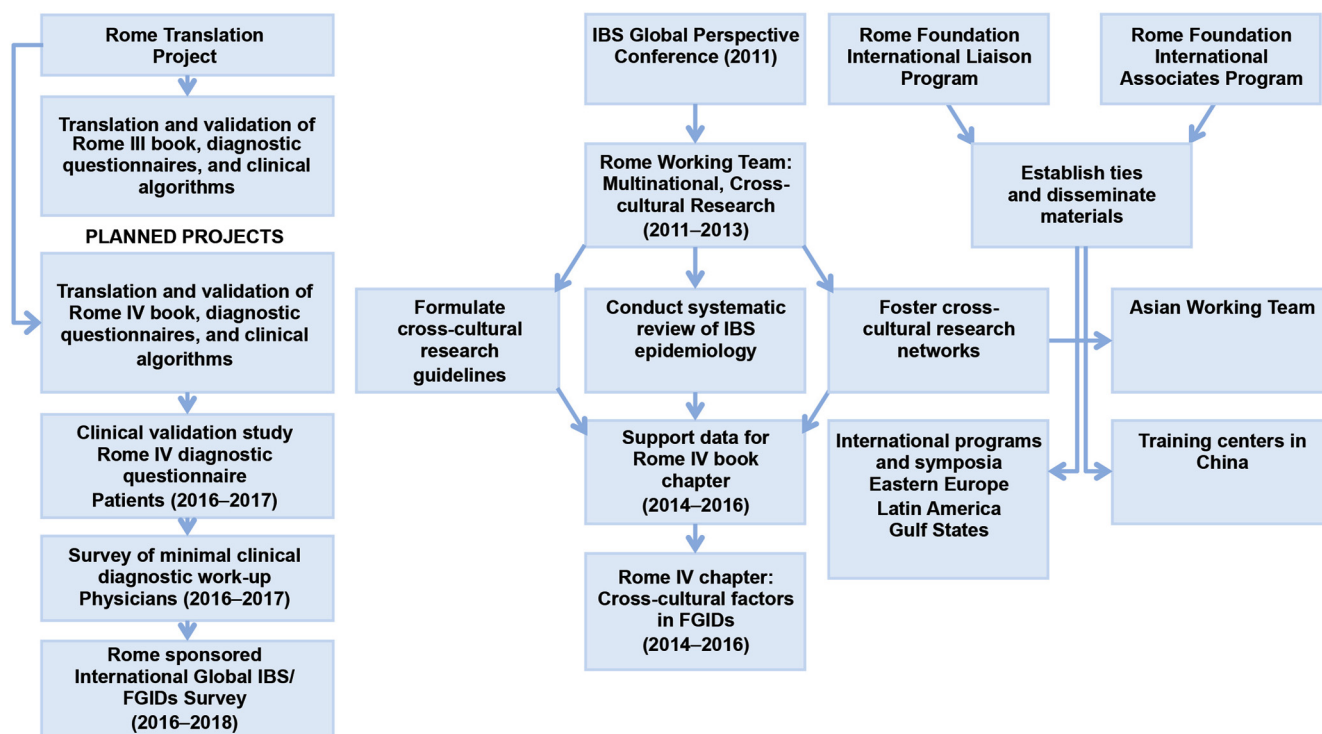 Rome Translation
Project
Translation and validation of
Rome III book, diagnostic
questionnaires, and clinical
algorithms
PLANNED PROJECTS
Translation and validation of
Rome IV book, diagnostic
questionnaires, and clinical
algorithms
Clinical validation study
Rome IV diagnostic
questionnaire
Patients (2016–2017)
Survey of minimal clinical
diagnostic work-up
Physicians (2016–2017)
Rome sponsored
International Global IBS/
FGIDs Survey
(2016–2018)
IBS Global Perspective
Conference (2011)
Rome Working Team:
Multinational, Cross-
cultural Research
(2011–2013)
Formulate
cross-cultural
research
guidelines
Conduct systematic
review of IBS
epidemiology
Foster cross-
cultural research
networks
Support data for
Rome IV book
chapter
(2014–2016)
Rome IV chapter:
Cross-cultural factors
in FGIDs
(2014–2016)
Rome Foundation
International Liaison
Program
Rome Foundation
International
Associates Program
Establish ties
and disseminate
materials
Asian Working Team
International programs
and symposia
Eastern Europe
Latin America
Gulf States
Training centers in
China